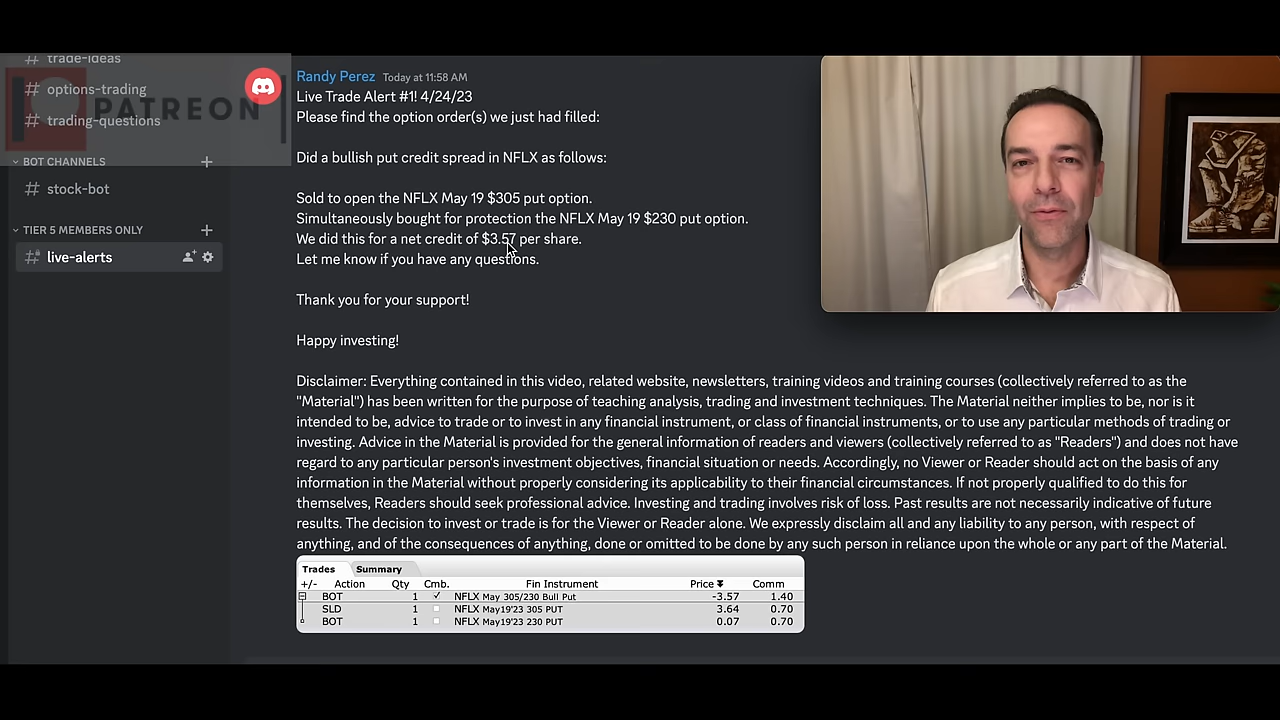 # trade-ideas
# options-trading
PATREON
# trading-questions
BOT CHANNELS
# stock-bot
TIER 5 MEMBERS ONLY
# live-alerts
Randy Perez Today at 11:58 AM
Live Trade Alert #1! 4/24/23
Please find the option order(s) we just had filled:
Did a bullish put credit spread in NFLX as follows:
Sold to open the NFLX May 19 $305 put option.
Simultaneously bought for protection the NFLX May 19 $230 put option.
We did this for a net credit of $3.57 per share.
Let me know if you have any questions.
Thank you for your support!
Happy investing!
Disclaimer: Everything contained in this video, related website, newsletters, training videos and training courses (collectively referred to as the
"Material") has been written for the purpose of teaching analysis, trading and investment techniques. The Material neither implies to be, nor is it
intended to be, advice to trade or to invest in any financial instrument, or class of financial instruments, or to use any particular methods of trading or
investing. Advice in the Material is provided for the general information of readers and viewers (collectively referred to as "Readers") and does not have
regard to any particular person's investment objectives, financial situation or needs. Accordingly, no Viewer or Reader should act on the basis of any
information in the Material without properly considering its applicability to their financial circumstances. If not properly qualified to do this for
themselves, Readers should seek professional advice. Investing and trading involves risk of loss. Past results are not necessarily indicative of future
results. The decision to invest or trade is for the Viewer or Reader alone. We expressly disclaim all and any liability to any person, with respect of
anything, and of the consequences of anything, done or omitted to be done by any such person in reliance upon the whole or any part of the Material.
Trades Summary
+/- Action Qty Cmb. Fin Instrument Price Comm
BOT 1 NFLX May 305/230 Bull Put -3.57 1.40
SLD 1 NFLX May19'23 305 PUT 3.64 0.70
BOT 1 NFLX May19'23 230 PUT 0.07 0.70